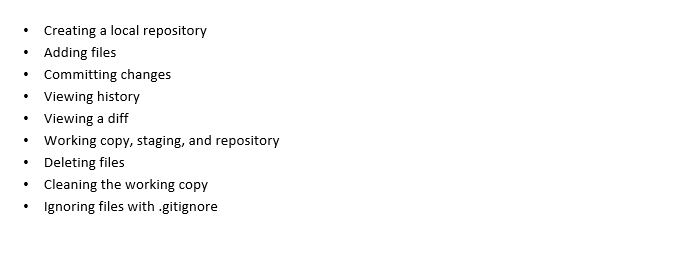 • Creating a local repository
• Adding files
• Committing changes
• Viewing history
• Viewing a diff
• Working copy, staging, and repository
• Deleting files
• Cleaning the working copy
• Ignoring files with .gitignore